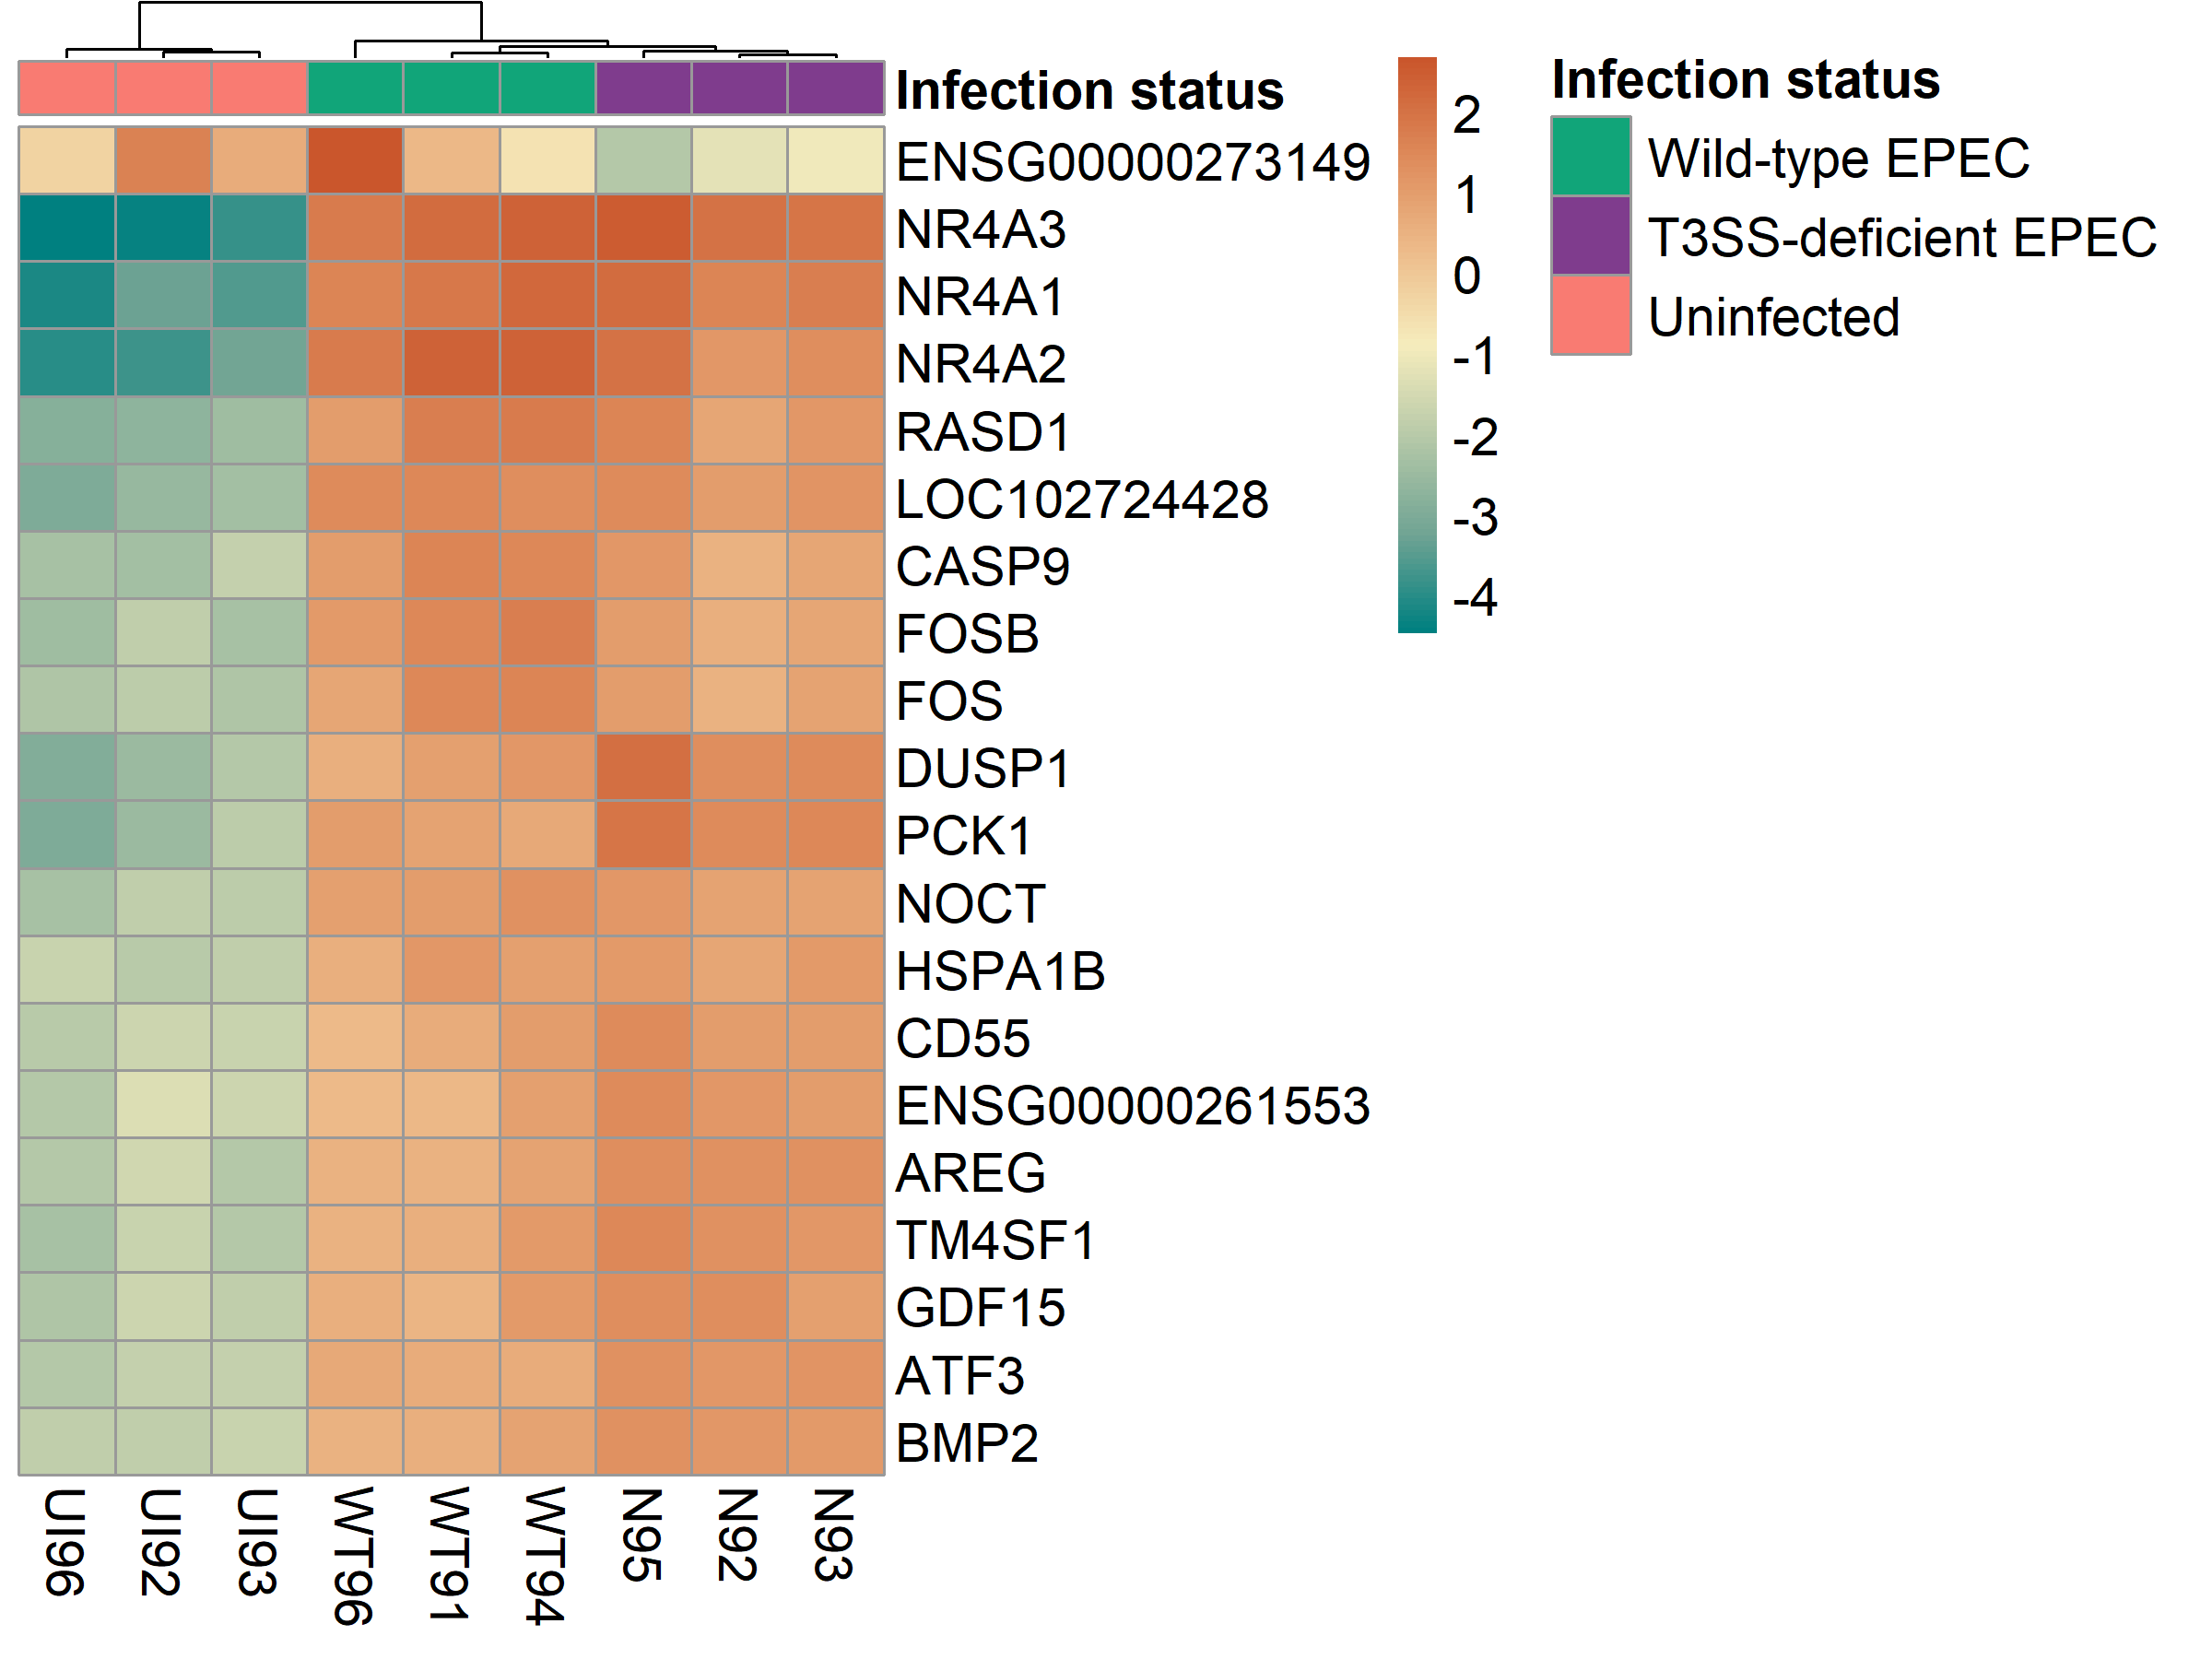 Infection status
ENSG00000273149
NR4A3
NR4A1
NR4A2
RASD1
LOC102724428
CASP9
FOSB
FOS
DUSP1
PCK1
NOCT
HSPA1B
CD55
ENSG00000261553
AREG
TM4SF1
GDF15
ATF3
BMP2
UI96
UI92
UI93
WT96
WT91
WT94
N95
N92
N93
2
1
0
-1
-2
-3
-4
Infection status
Wild-type EPEC
T3SS-deficient EPEC
Uninfected